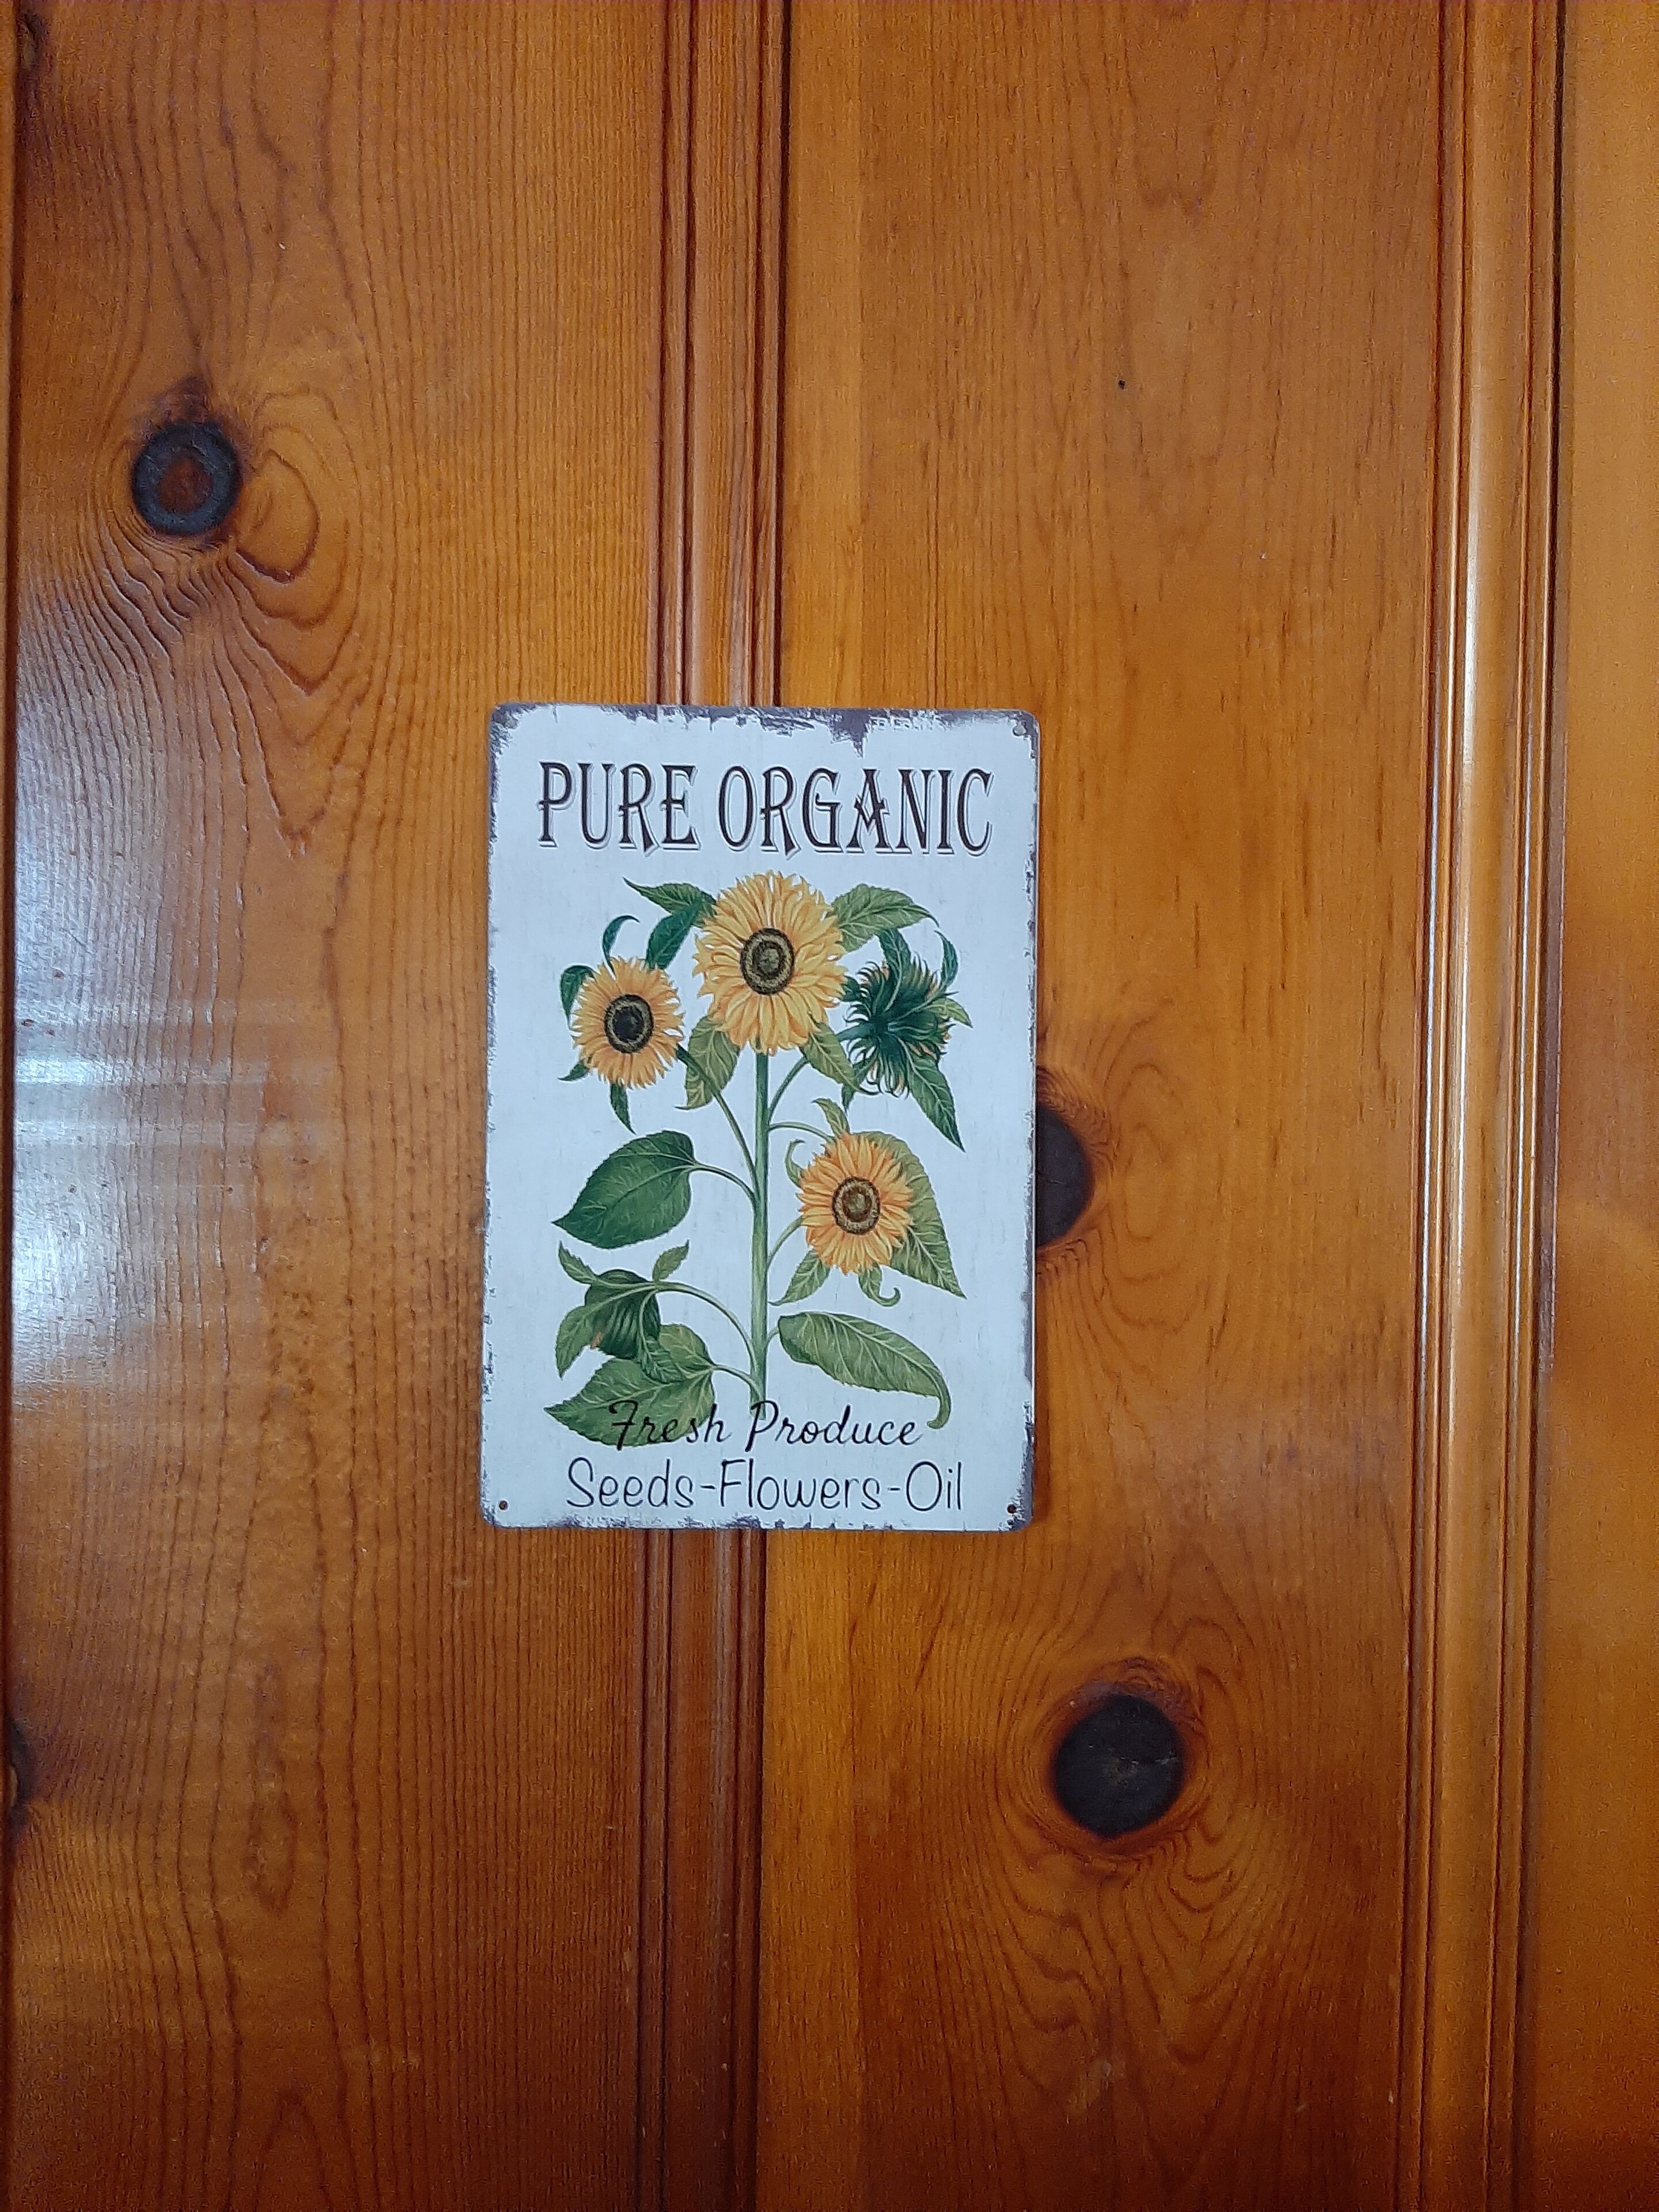 PURE ORGANIC
Fresh Produce
Seeds-Flowers-Oil